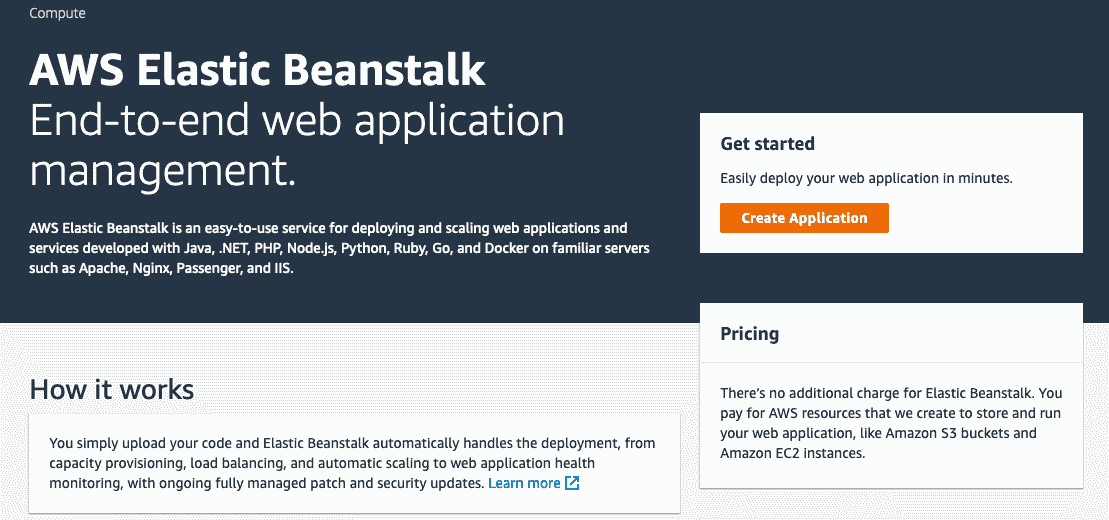 Compute
AWS Elastic Beanstalk
End-to-end web application
management.
AWS Elastic Beanstalk is an easy-to-use service for deploying and scaling web applications and
services developed with Java, .NET, PHP, Node.js, Python, Ruby, Go, and Docker on familiar servers
such as Apache, Nginx, Passenger, and IIS.
Get started
Easily deploy your web application in minutes.
Create Application
Pricing
There's no additional charge for Elastic Beanstalk. You
pay for AWS resources that we create to store and run
your web application, like Amazon S3 buckets and
Amazon EC2 instances.
How it works
You simply upload your code and Elastic Beanstalk automatically handles the deployment, from
capacity provisioning, load balancing, and automatic scaling to web application health
monitoring, with ongoing fully managed patch and security updates. Learn more